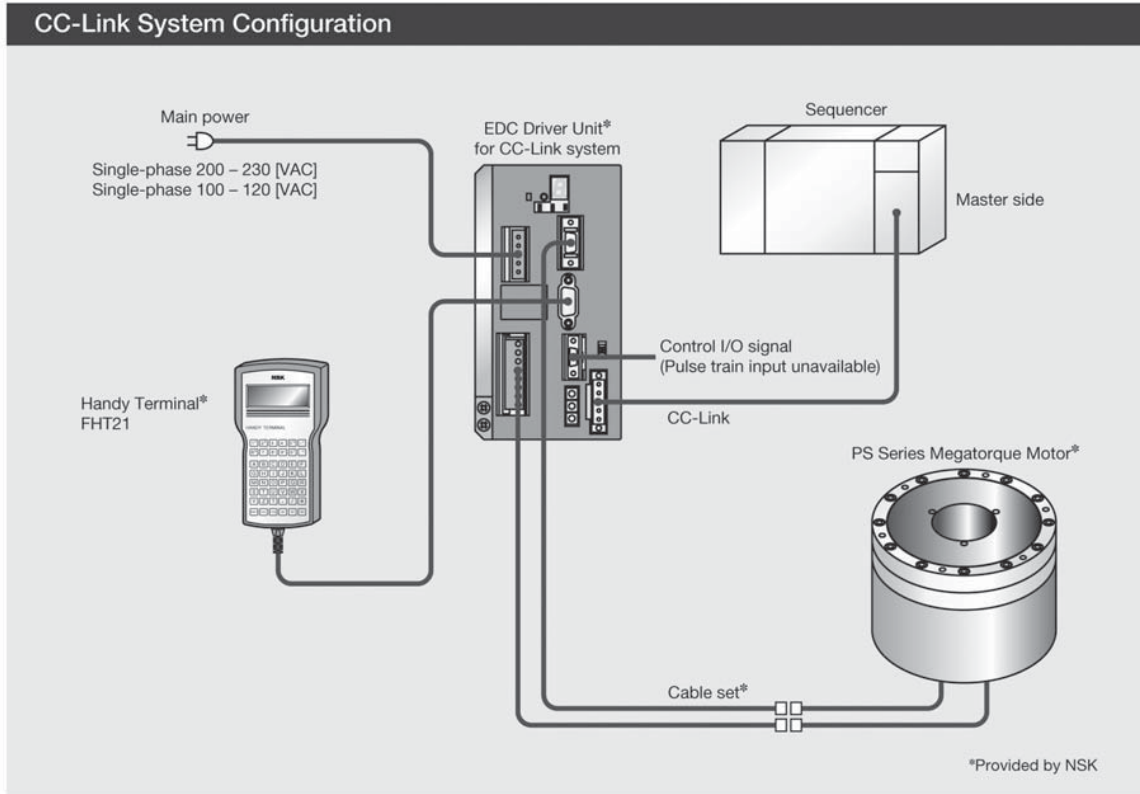 CC-Link System Configuration
Main power
Single-phase 200 – 230 [VAC]
Single-phase 100 – 120 [VAC]
EDC Driver Unit*
for CC-Link system
Sequencer
Master side
Control I/O signal
(Pulse train input unavailable)
CC-Link
Handy Terminal*
FHT21
NSK
HANDY TERMINAL
PS Series Megatorque Motor*
Cable set*
*Provided by NSK